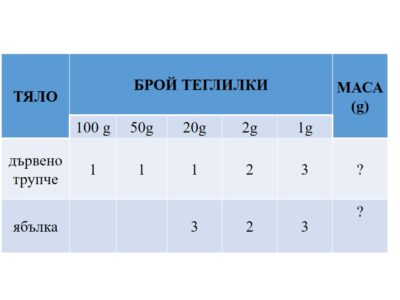 ТЯЛО БРОЙ ТЕГЛИЛКИ МАСА (g)
100 g 50g 20g 2g 1g
дървено трупче 1 1 1 2 3 ?
ябълка 3 2 3 ?